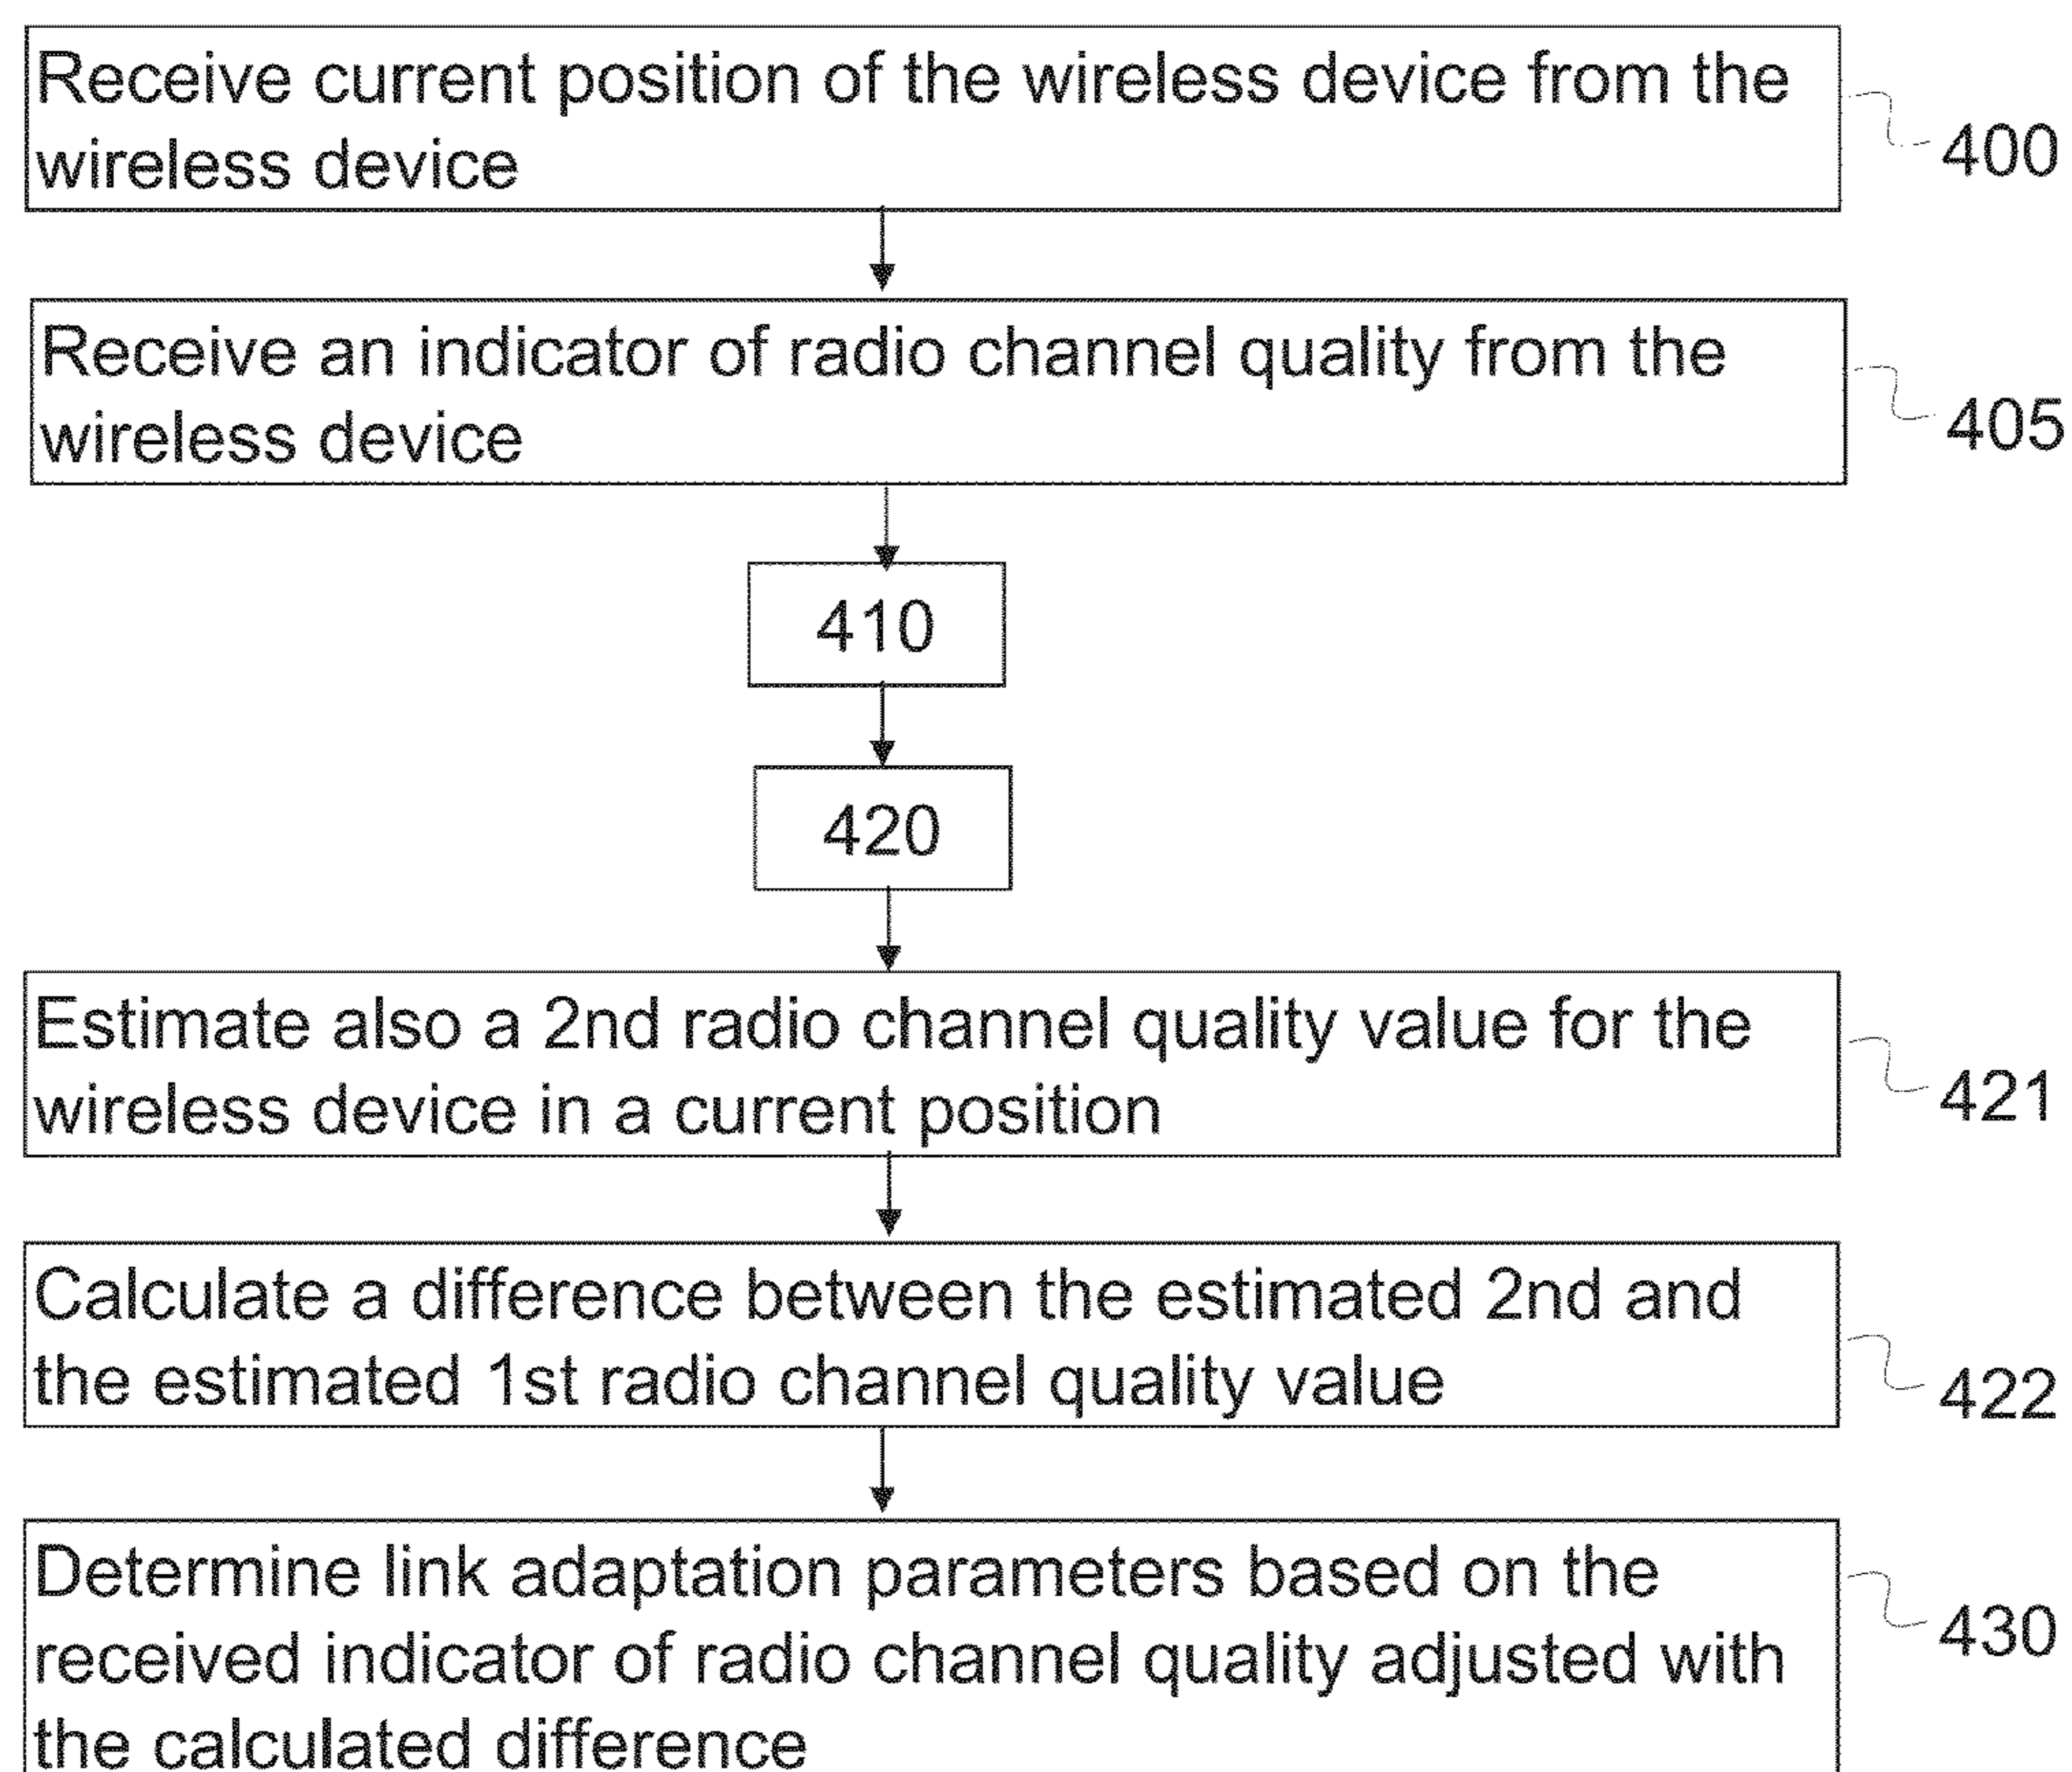 Receive current position of the wireless device from the
wireless device
400
Receive an indicator of radio channel quality from the
wireless device
405
410
420
Estimate also a 2nd radio channel quality value for the
wireless device in a current position
421
Calculate a difference between the estimated 2nd and
the estimated 1st radio channel quality value
422
Determine link adaptation parameters based on the
received indicator of radio channel quality adjusted with
the calculated difference
430